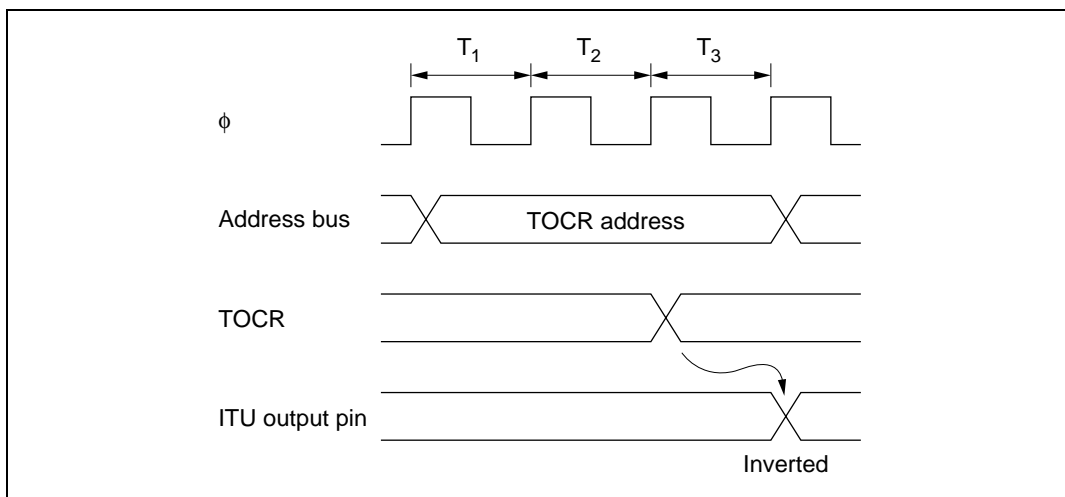 T1 T2 T3
φ
Address bus TOCR address
TOCR
ITU output pin
Inverted